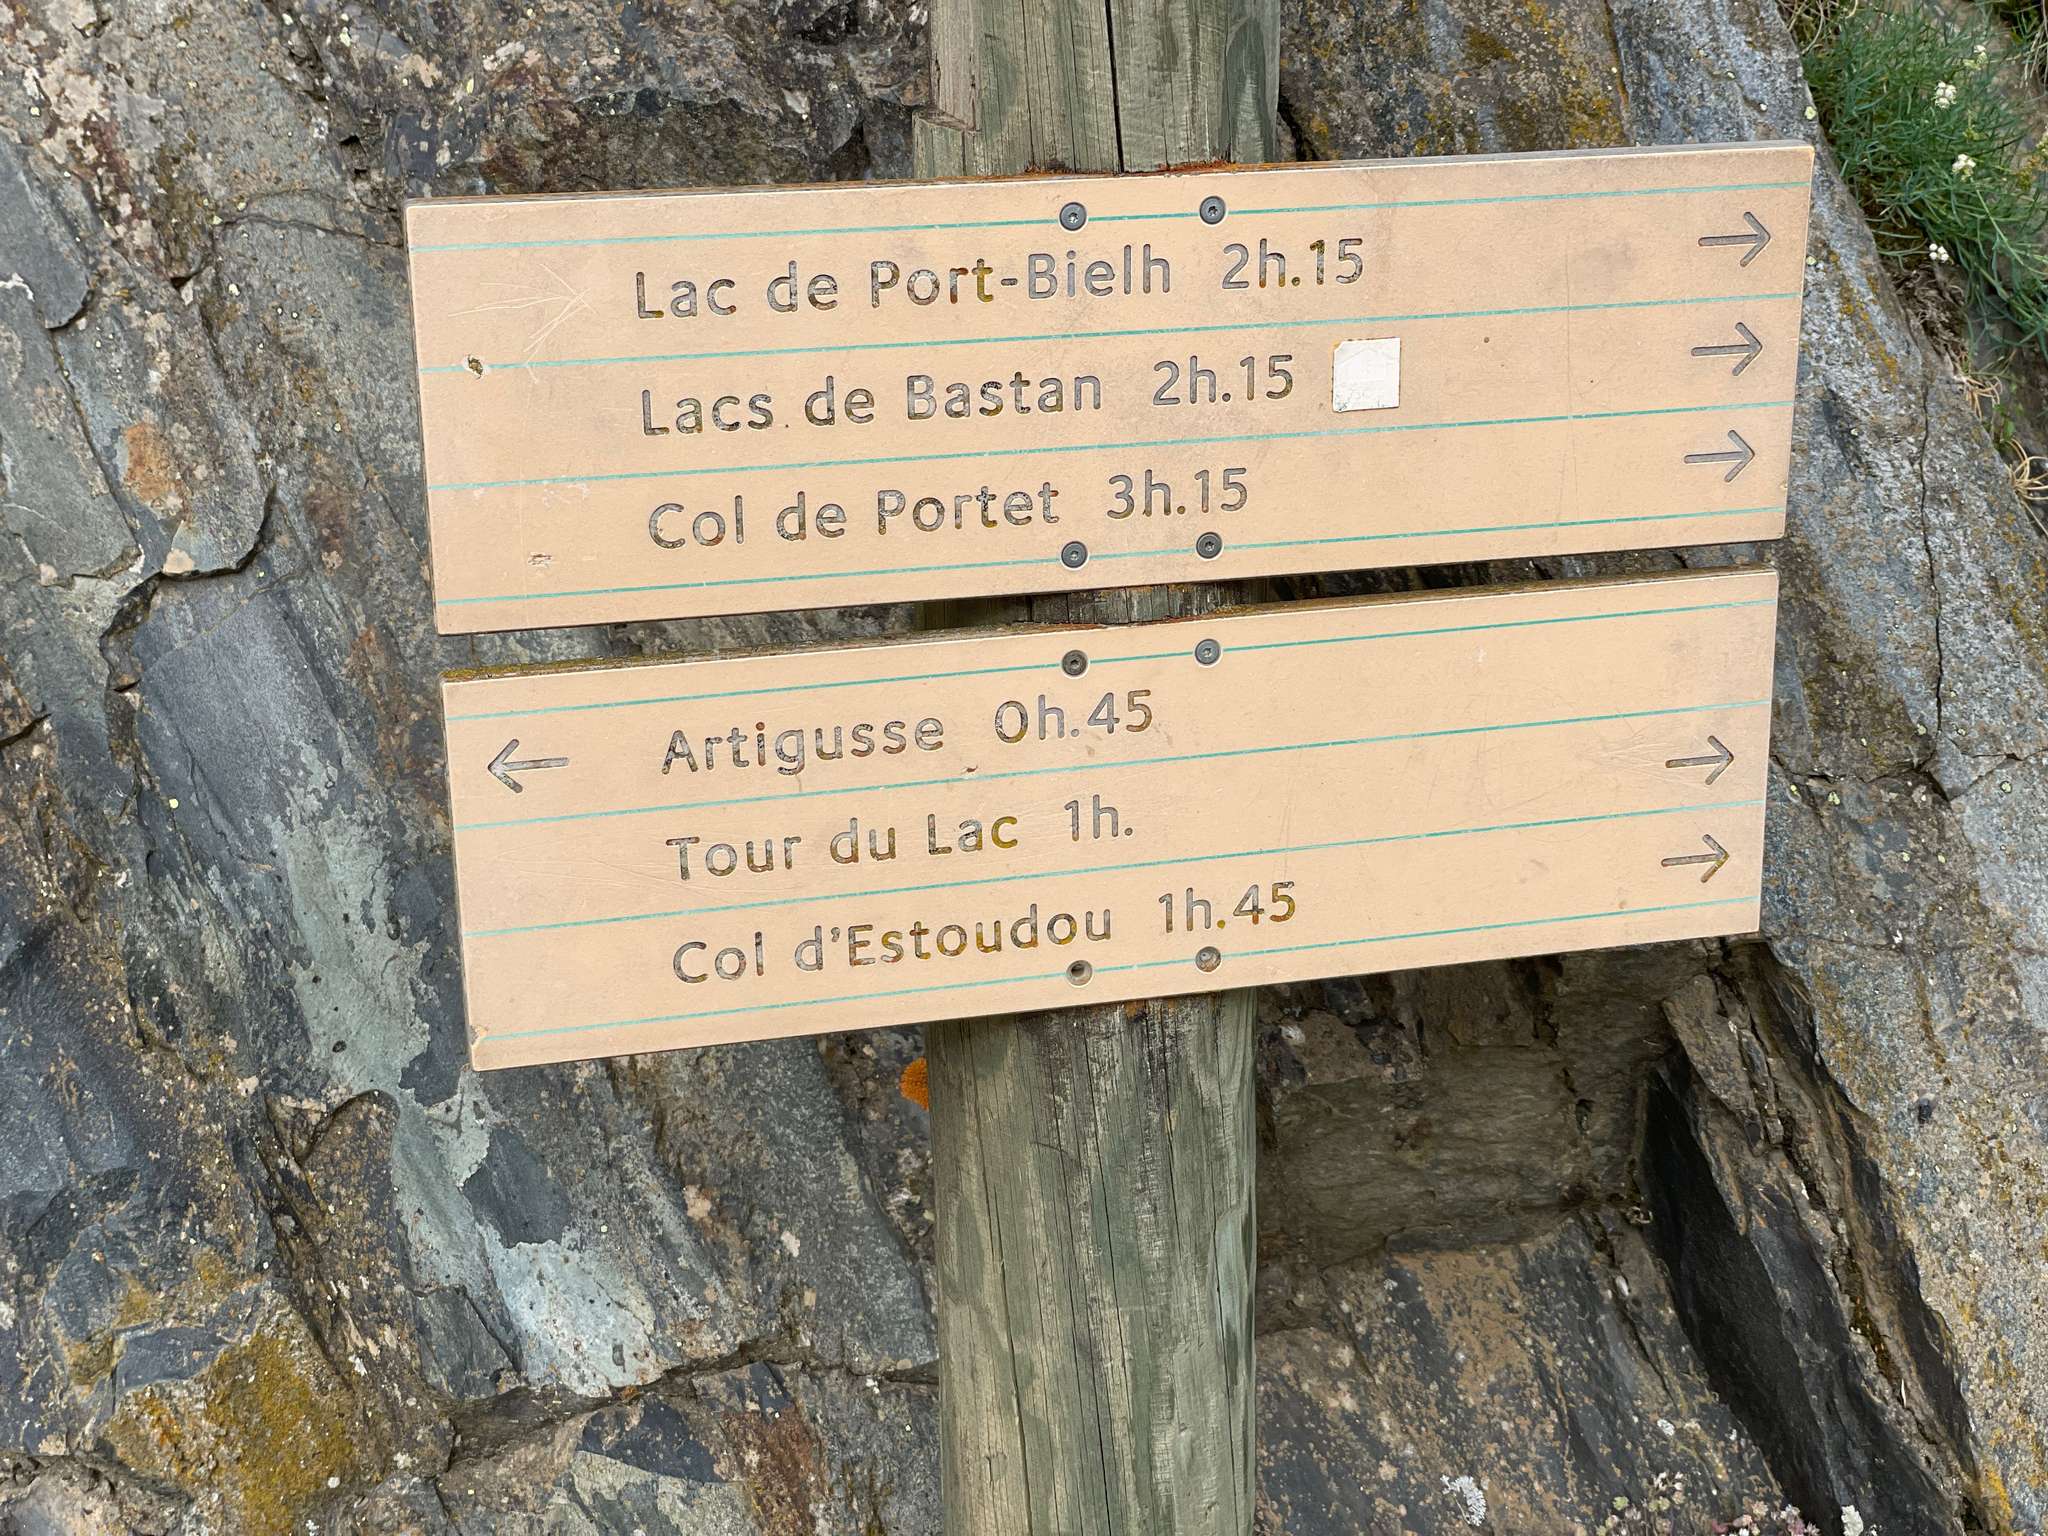 Lac de Port-Bielh 2h.15 →
Lacs de Bastan 2h.15 →
Col de Portet 3h.15 →
← Artigusse 0h.45
Tour du Lac 1h. →
Col d'Estoudou 1h.45 →